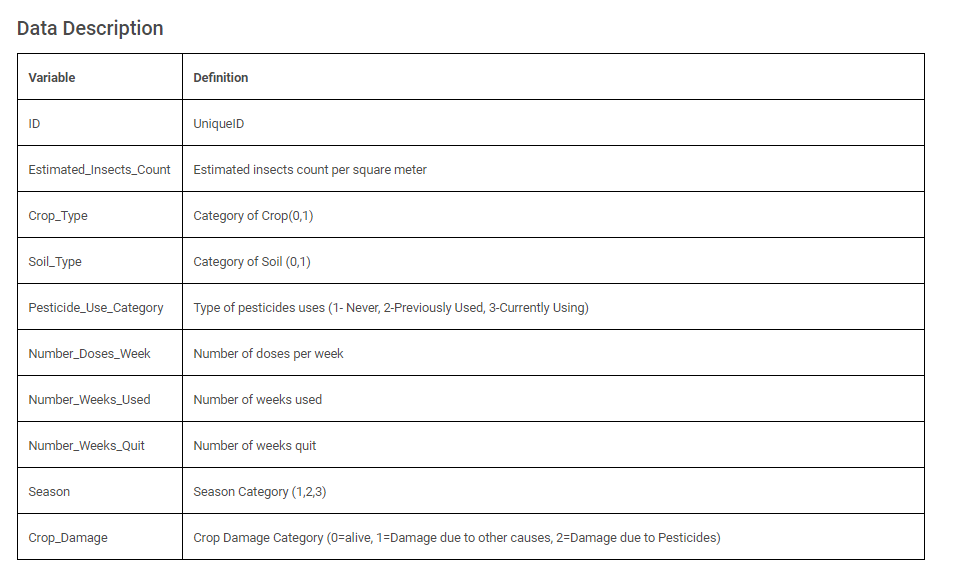 Data Description
Variable Definition
ID UniqueID
Estimated_Insects_Count Estimated insects count per square meter
Crop_Type Category of Crop(0,1)
Soil_Type Category of Soil (0,1)
Pesticide_Use_Category Type of pesticides uses (1- Never, 2-Previously Used, 3-Currently Using)
Number_Doses_Week Number of doses per week
Number_Weeks_Used Number of weeks used
Number_Weeks_Quit Number of weeks quit
Season Season Category (1,2,3)
Crop_Damage Crop Damage Category (0=alive, 1=Damage due to other causes, 2=Damage due to Pesticides)